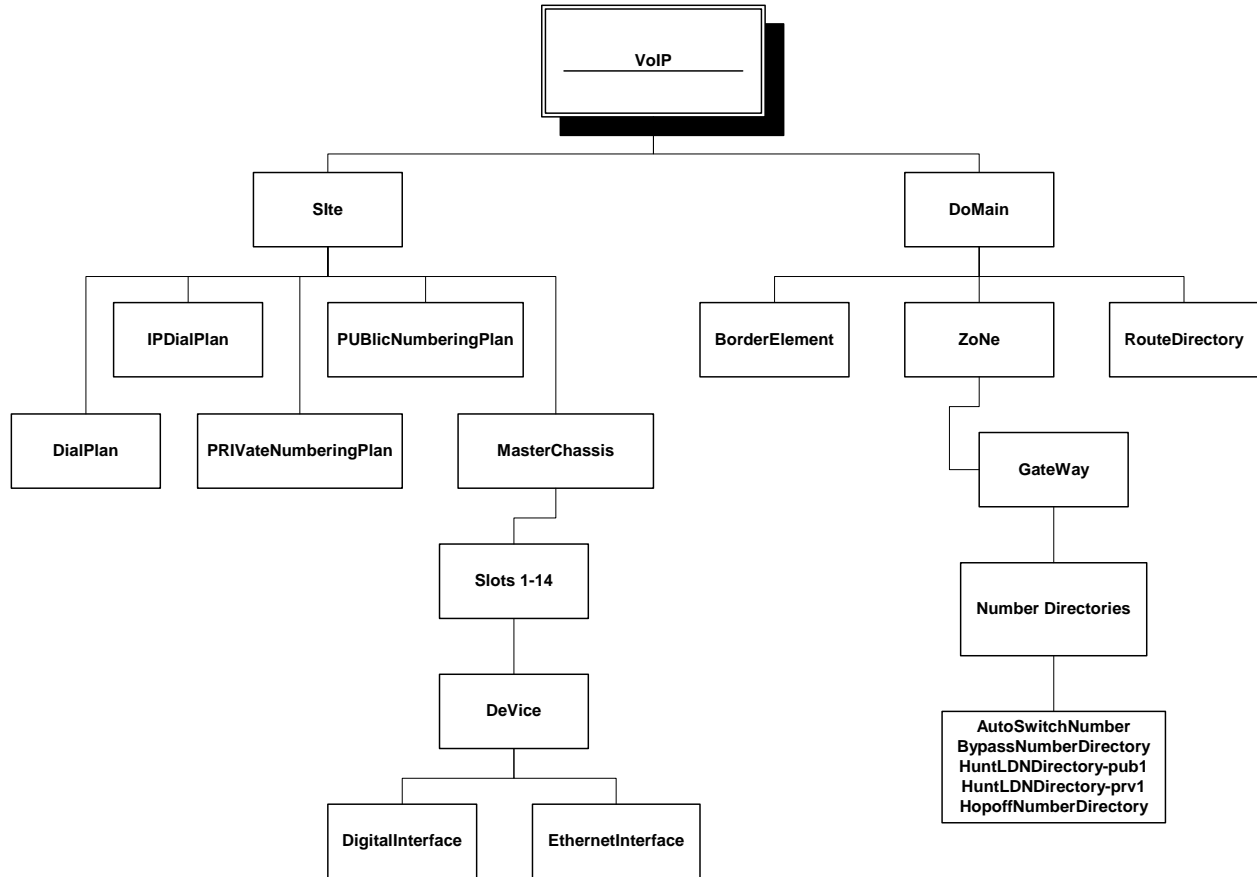 VoIP
SIte
DoMain
IPDialPlan
PUBlicNumberingPlan
BorderElement
ZoNe
RouteDirectory
DialPlan
PRIVateNumberingPlan
MasterChassis
GateWay
Slots 1-14
Number Directories
DeVice
AutoSwitchNumber
BypassNumberDirectory
HuntLDNDirectory-pub1
HuntLDNDirectory-prv1
HopoffNumberDirectory
DigitalInterface
EthernetInterface